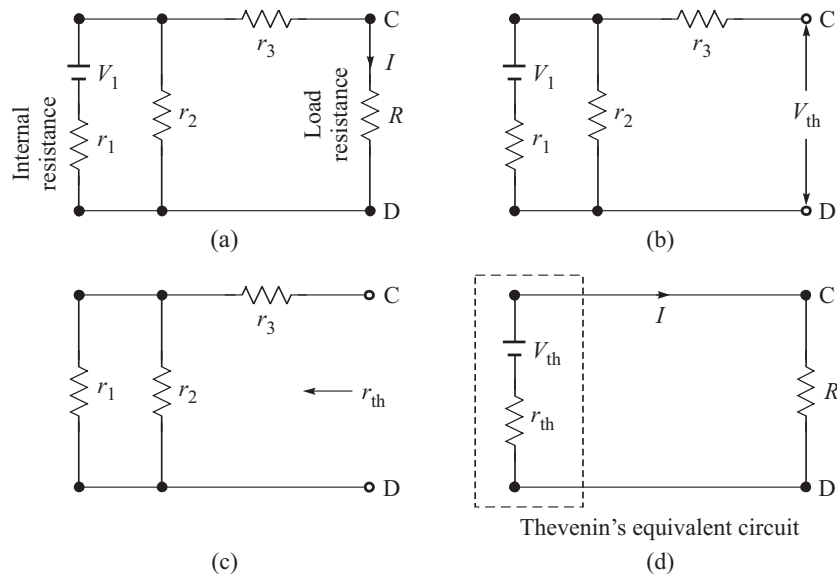 C
r3
V1
I
Internal
resistance
r1
r2
Load
resistance
R
D
(a)
C
r3
V1
r1
r2
Vth
D
(b)
C
r3
r1
r2
rth
D
(c)
C
I
Vth
rth
R
D
Thevenin’s equivalent circuit
(d)